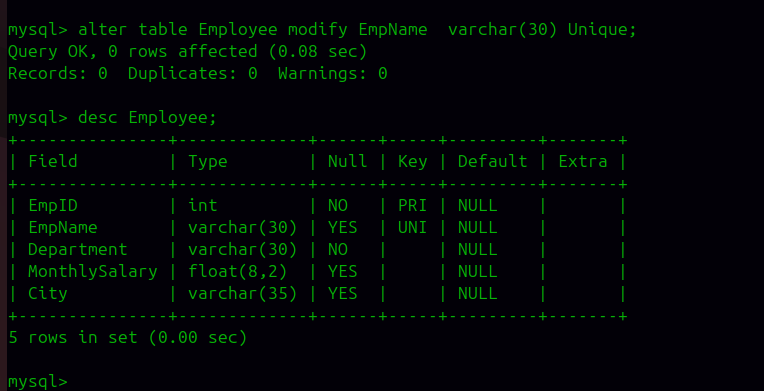 mysql> alter table Employee modify EmpName  varchar(30) Unique;
Query OK, 0 rows affected (0.08 sec)
Records: 0  Duplicates: 0  Warnings: 0

mysql> desc Employee;
+---------------+-------------+------+-----+---------+-------+
| Field         | Type        | Null | Key | Default | Extra |
+---------------+-------------+------+-----+---------+-------+
| EmpID         | int         | NO   | PRI | NULL    |       |
| EmpName       | varchar(30) | YES  | UNI | NULL    |       |
| Department    | varchar(30) | NO   |     | NULL    |       |
| MonthlySalary | float(8,2)  | YES  |     | NULL    |       |
| City          | varchar(35) | YES  |     | NULL    |       |
+---------------+-------------+------+-----+---------+-------+
5 rows in set (0.00 sec)

mysql>